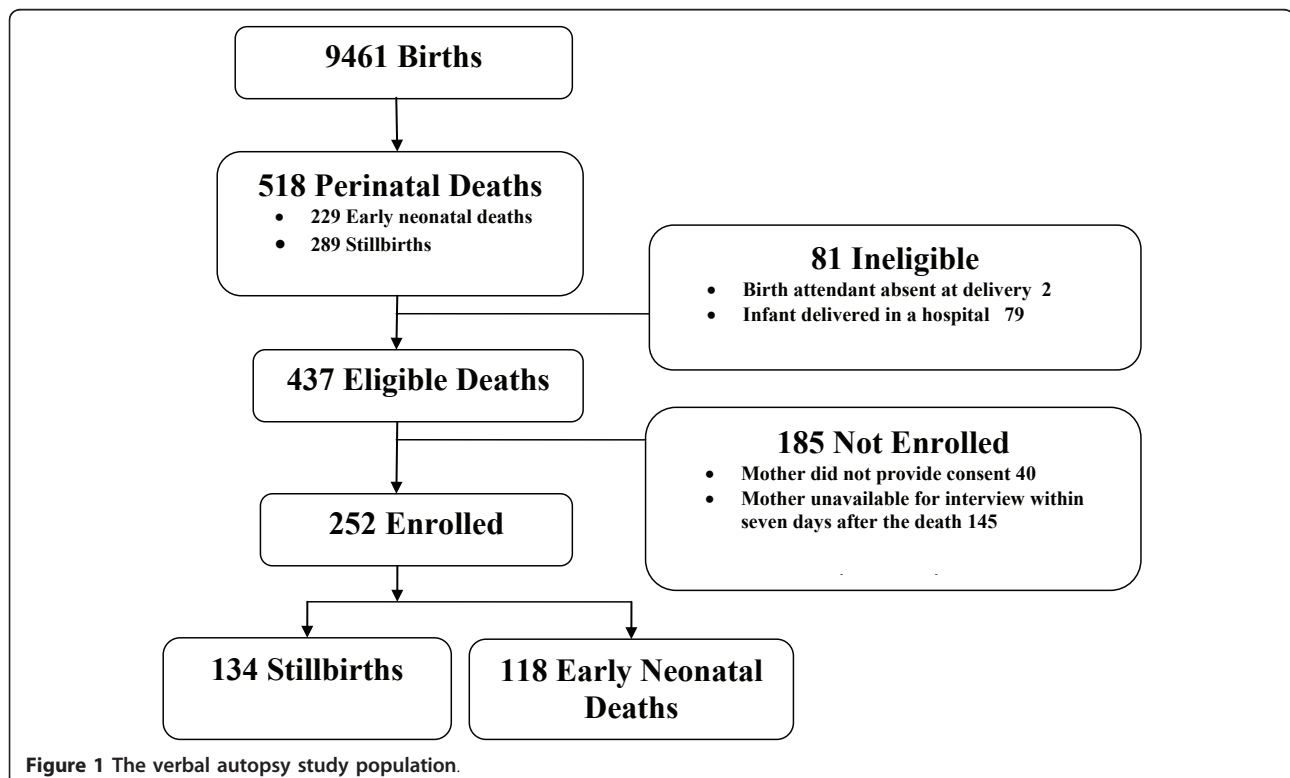 9461 Births
518 Perinatal Deaths
• 229 Early neonatal deaths
• 289 Stillbirths
81 Ineligible
• Birth attendant absent at delivery 2
• Infant delivered in a hospital 79
437 Eligible Deaths
185 Not Enrolled
• Mother did not provide consent 40
• Mother unavailable for interview within
seven days after the death 145
252 Enrolled
134 Stillbirths
118 Early Neonatal
Deaths
Figure 1 The verbal autopsy study population.